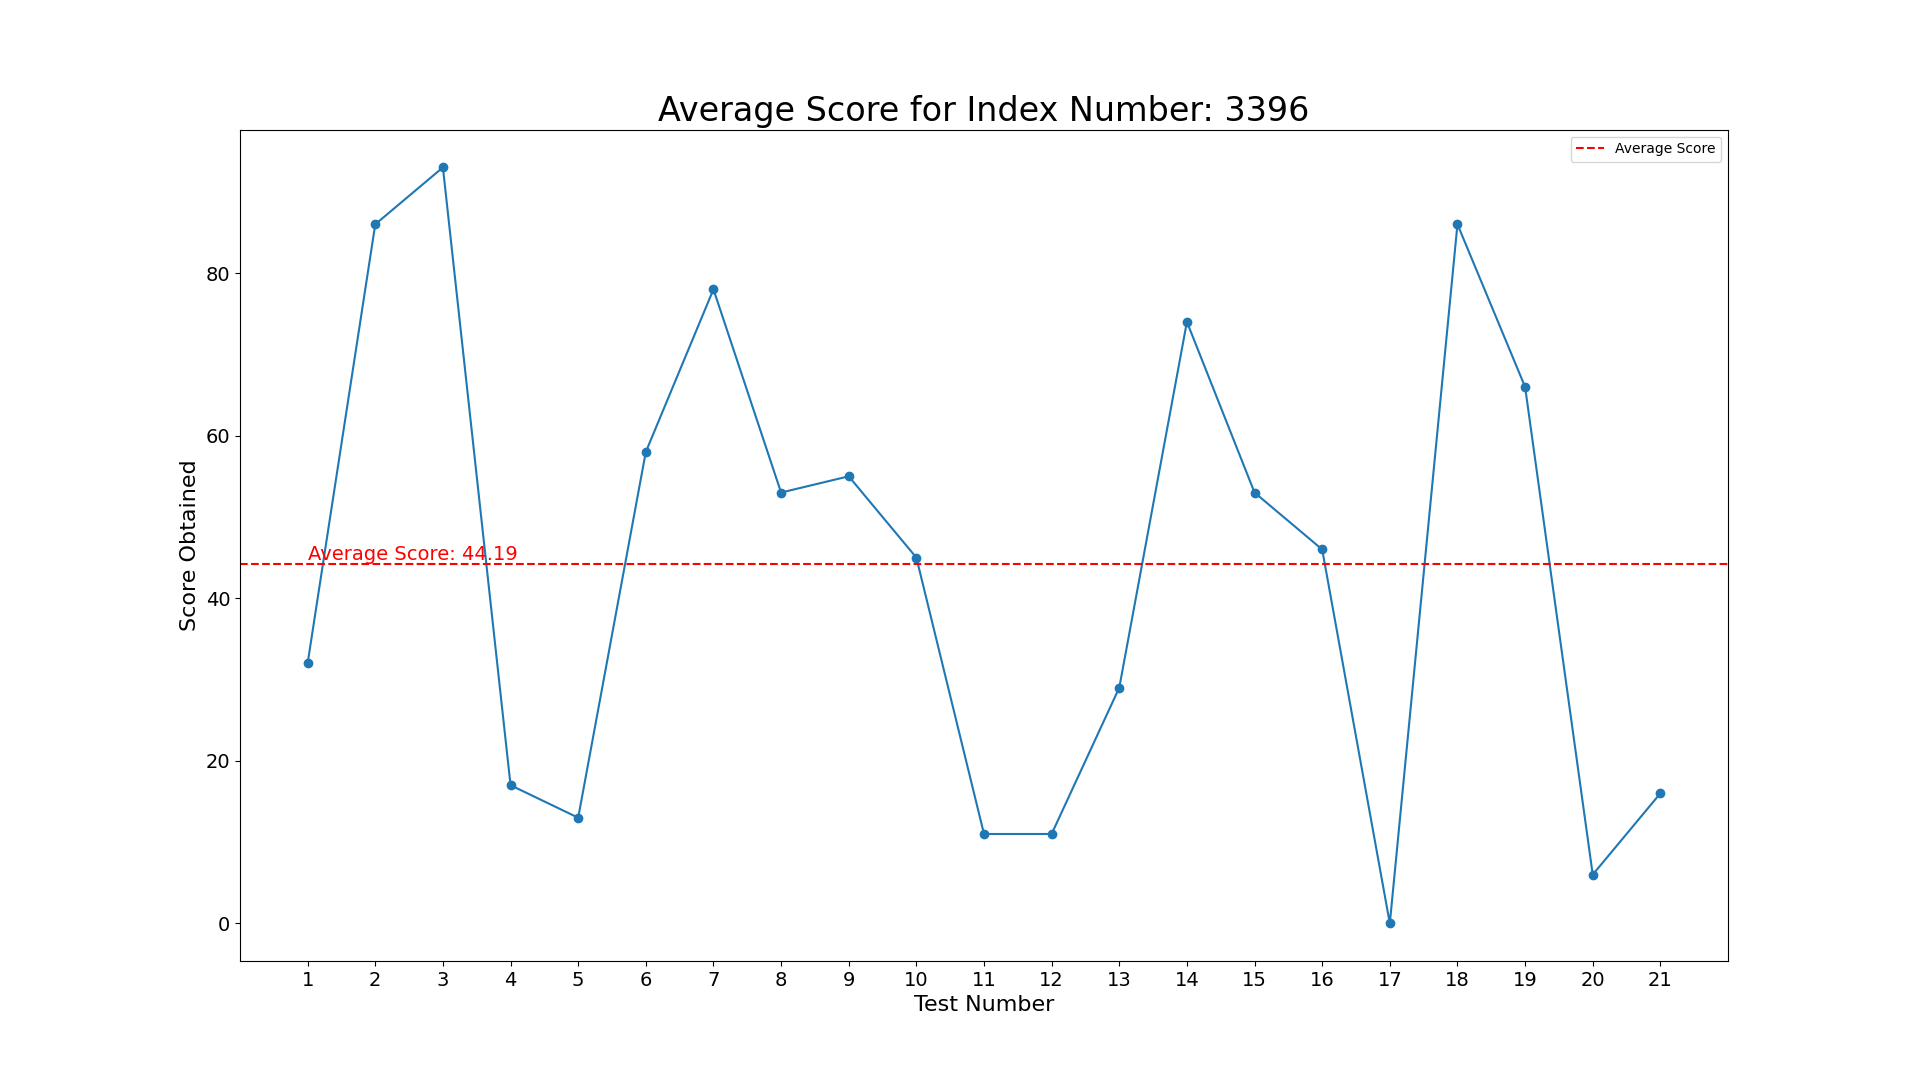 Average Score for Index Number: 3396
Average Score
80
60
40
20
0
Score Obtained
Average Score: 44.19
1 2 3 4 5 6 7 8 9 10 11 12 13 14 15 16 17 18 19 20 21
Test Number